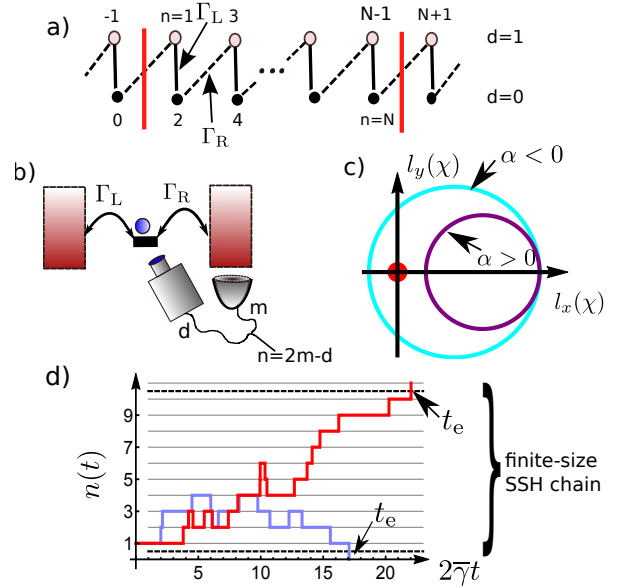 a)
-1 n=1 Γ_L 3 N-1 N+1
d=1
...
d=0
0 2 4 n=N
Γ_R
b)
Γ_L Γ_R
m
d
n=2m-d
c)
l_y(χ) α < 0
α > 0
l_x(χ)
d)
n(t)
9
7
5
3
1
5 10 15 20
t_e
t_e
2γ̅t
finite-size
SSH chain